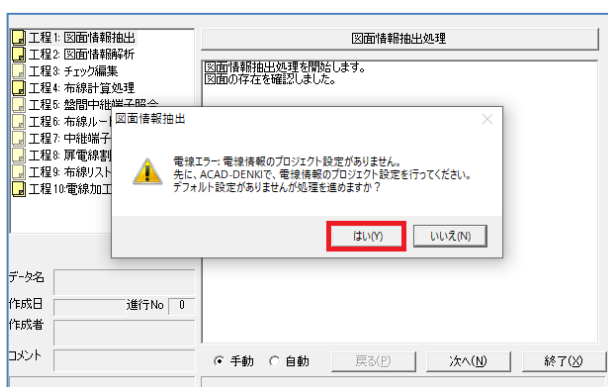 工程1: 図面情報抽出
工程2: 図面情報解析
工程3: チェック編集
工程4: 布線計算処理
工程5: 盤間中継端子照合
工程6: 布線ルー
工程7: 中継端子
工程8: 扉電線割
工程9: 布線リスト
工程10:電線加工
図面情報抽出処理
図面情報抽出処理を開始します。
図面の存在を確認しました。
図面情報抽出
電線エラー: 電線情報のプロジェクト設定がありません。
先に、ACAD-DENKIで、電線情報のプロジェクト設定を行ってください。
デフォルト設定がありませんが処理を進めますか?
はい(Y)
いいえ(N)
データ名
作成日
進行No
0
作成者
コメント
手動
自動
戻る(P)
次へ(N)
終了(X)